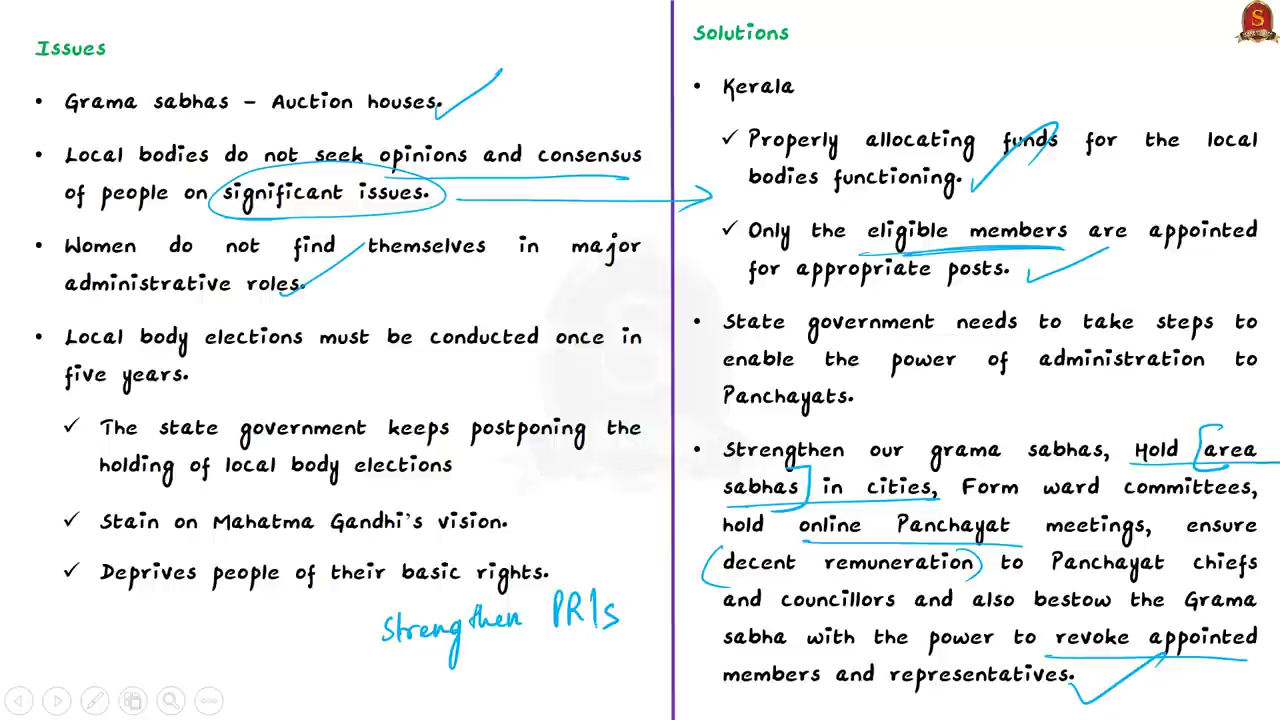 Issues
• Grama sabhas – Auction houses.
• Local bodies do not seek opinions and consensus
of people on significant issues.
• Women do not find themselves in major
administrative roles.
• Local body elections must be conducted once in
five years.
✓ The state government keeps postponing the
holding of local body elections
✓ Stain on Mahatma Gandhi's vision.
✓ Deprives people of their basic rights.
Strengthen PRIs
Solutions
• Kerala
✓ Properly allocating funds for the local
bodies functioning.
✓ Only the eligible members are appointed
for appropriate posts.
• State government needs to take steps to
enable the power of administration to
Panchayats.
• Strengthen our grama sabhas, Hold area
sabhas in cities, Form ward committees,
hold online Panchayat meetings, ensure
decent remuneration to Panchayat chiefs
and councillors and also bestow the Grama
sabha with the power to revoke appointed
members and representatives.
S